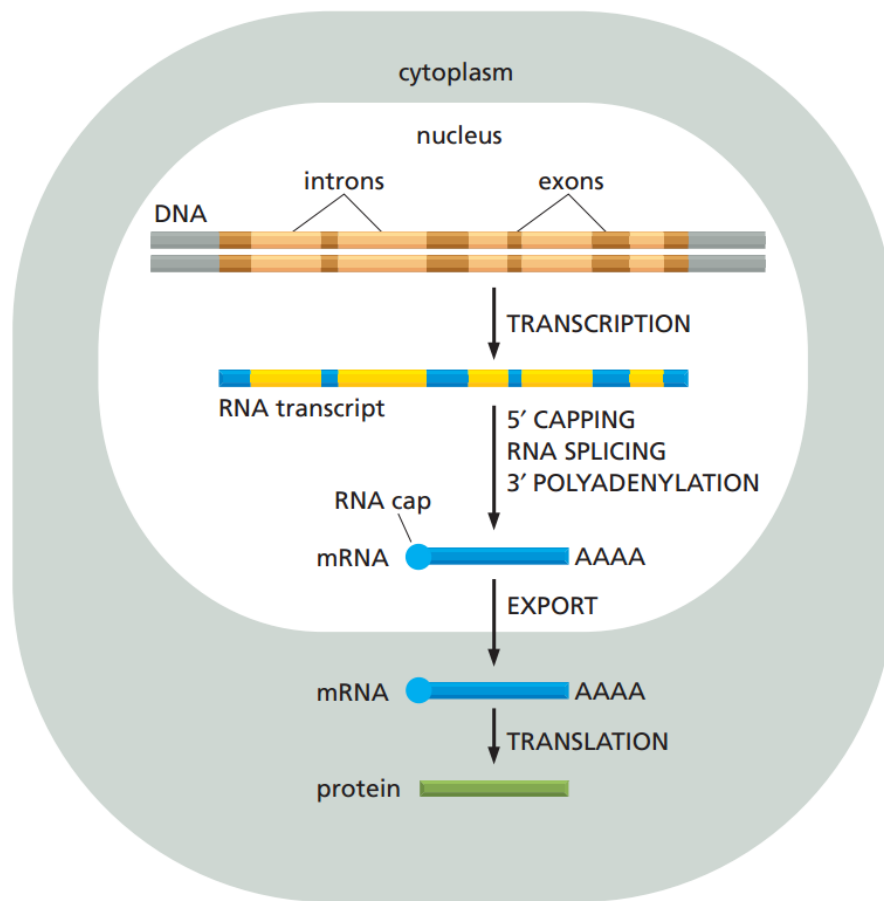 cytoplasm
nucleus
introns
exons
DNA
TRANSCRIPTION
RNA transcript
5′ CAPPING
RNA SPLICING
3′ POLYADENYLATION
RNA cap
mRNA
AAAA
EXPORT
mRNA
AAAA
TRANSLATION
protein